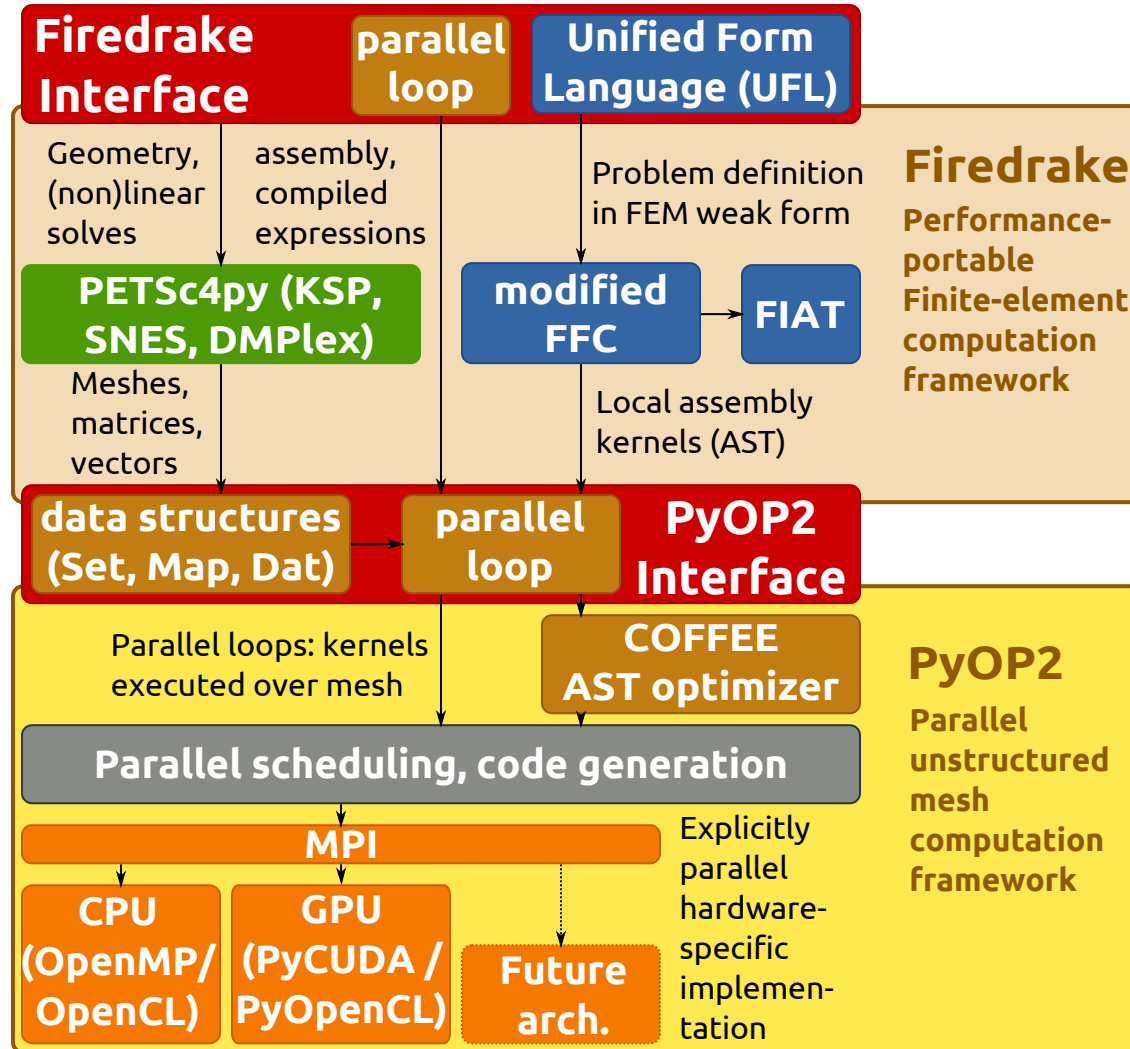 Firedrake
Interface
parallel
loop
Unified Form
Language (UFL)
Geometry,
(non)linear
solves
assembly,
compiled
expressions
Problem definition
in FEM weak form
Firedrake
Performance-
portable
Finite-element
computation
framework
PETSc4py (KSP,
SNES, DMPlex)
modified
FFC
FIAT
Meshes,
matrices,
vectors
Local assembly
kernels (AST)
data structures
(Set, Map, Dat)
parallel
loop
PyOP2
Interface
Parallel loops: kernels
executed over mesh
COFFEE
AST optimizer
PyOP2
Parallel
unstructured
mesh
computation
framework
Parallel scheduling, code generation
MPI
Explicitly
parallel
hardware-
specific
implemen-
tation
CPU
(OpenMP/
OpenCL)
GPU
(PyCUDA /
PyOpenCL)
Future
arch.